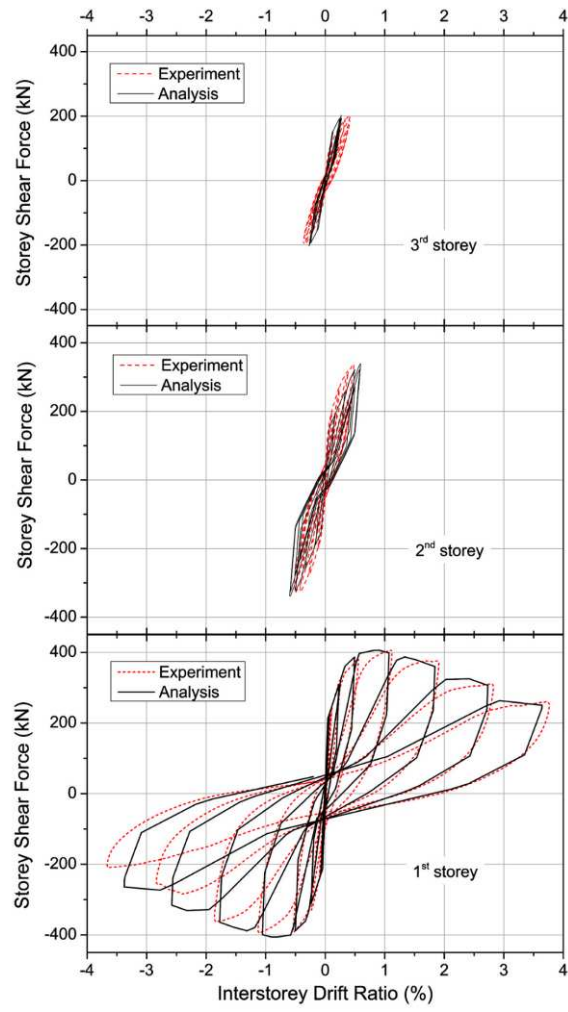 -4 -3 -2 -1 0 1 2 3 4
400
200
0
-200
-400
Storey Shear Force (kN)
Experiment
Analysis
3rd storey
400
200
0
-200
-400
Storey Shear Force (kN)
Experiment
Analysis
2nd storey
400
200
0
-200
-400
Storey Shear Force (kN)
Experiment
Analysis
1st storey
-4 -3 -2 -1 0 1 2 3 4
Interstorey Drift Ratio (%)